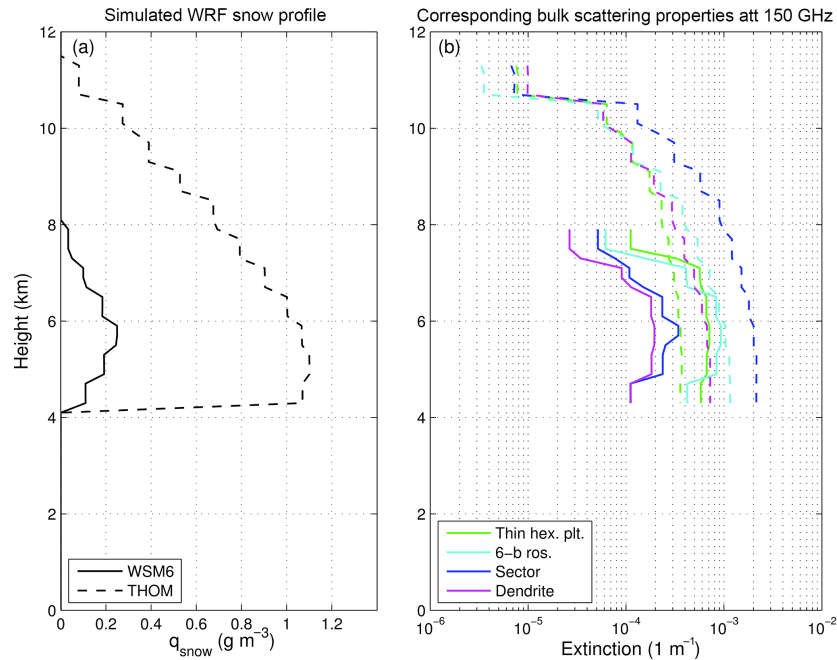 Simulated WRF snow profile
Corresponding bulk scattering properties att 150 GHz
(a)
12
10
8
6
4
2
0
Height (km)
WSM6
THOM
0 0.2 0.4 0.6 0.8 1 1.2
q_snow (g m⁻³)
(b)
12
10
8
6
4
2
0
Thin hex. plt.
6−b ros.
Sector
Dendrite
10⁻⁶ 10⁻⁵ 10⁻⁴ 10⁻³ 10⁻²
Extinction (1 m⁻¹)